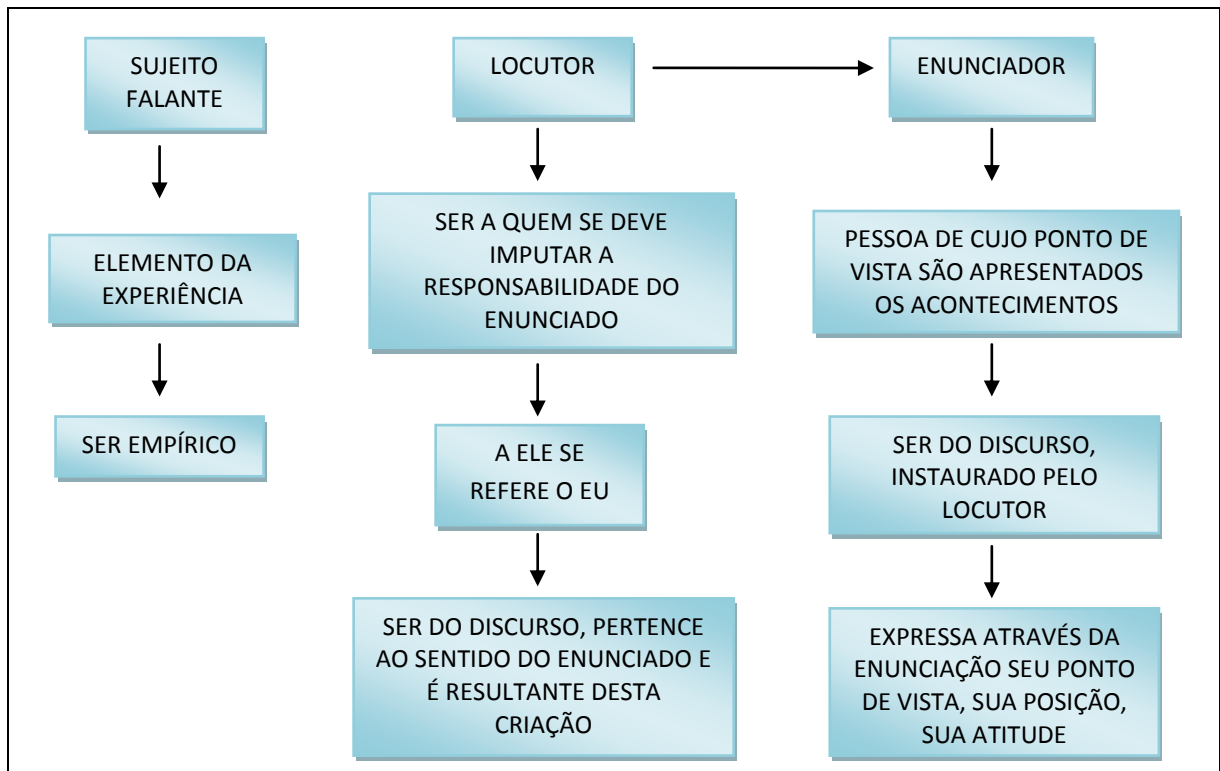 SUJEITO
FALANTE
ELEMENTO DA
EXPERIÊNCIA
SER EMPÍRICO
LOCUTOR
SER A QUEM SE DEVE
IMPUTAR A
RESPONSABILIDADE DO
ENUNCIADO
A ELE SE
REFERE O EU
SER DO DISCURSO, PERTENCE
AO SENTIDO DO ENUNCIADO E
É RESULTANTE DESTA
CRIAÇÃO
ENUNCIADOR
PESSOA DE CUJO PONTO DE
VISTA SÃO APRESENTADOS
OS ACONTECIMENTOS
SER DO DISCURSO,
INSTAURADO PELO
LOCUTOR
EXPRESSA ATRAVÉS DA
ENUNCIAÇÃO SEU PONTO
DE VISTA, SUA POSIÇÃO,
SUA ATITUDE